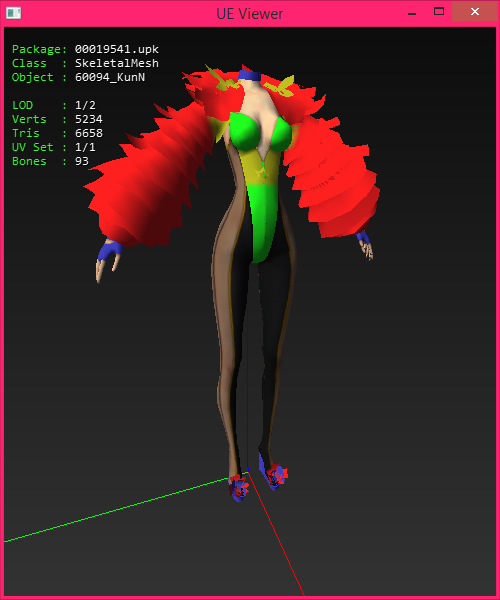 UE Viewer
Package: 00019541.upk
Class : SkeletalMesh
Object : 60094_KunN
LOD : 1/2
Verts : 5234
Tris : 6658
UV Set : 1/1
Bones : 93